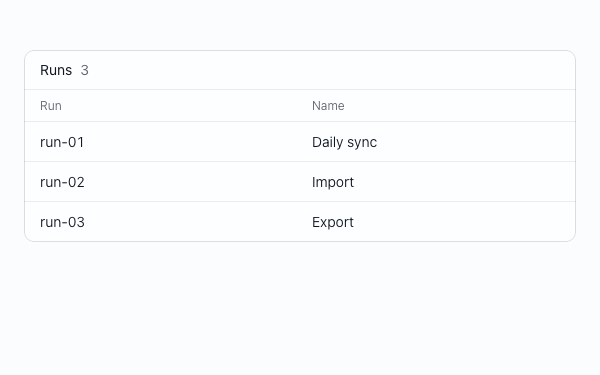 Runs 3
Run Name
run-01 Daily sync
run-02 Import
run-03 Export